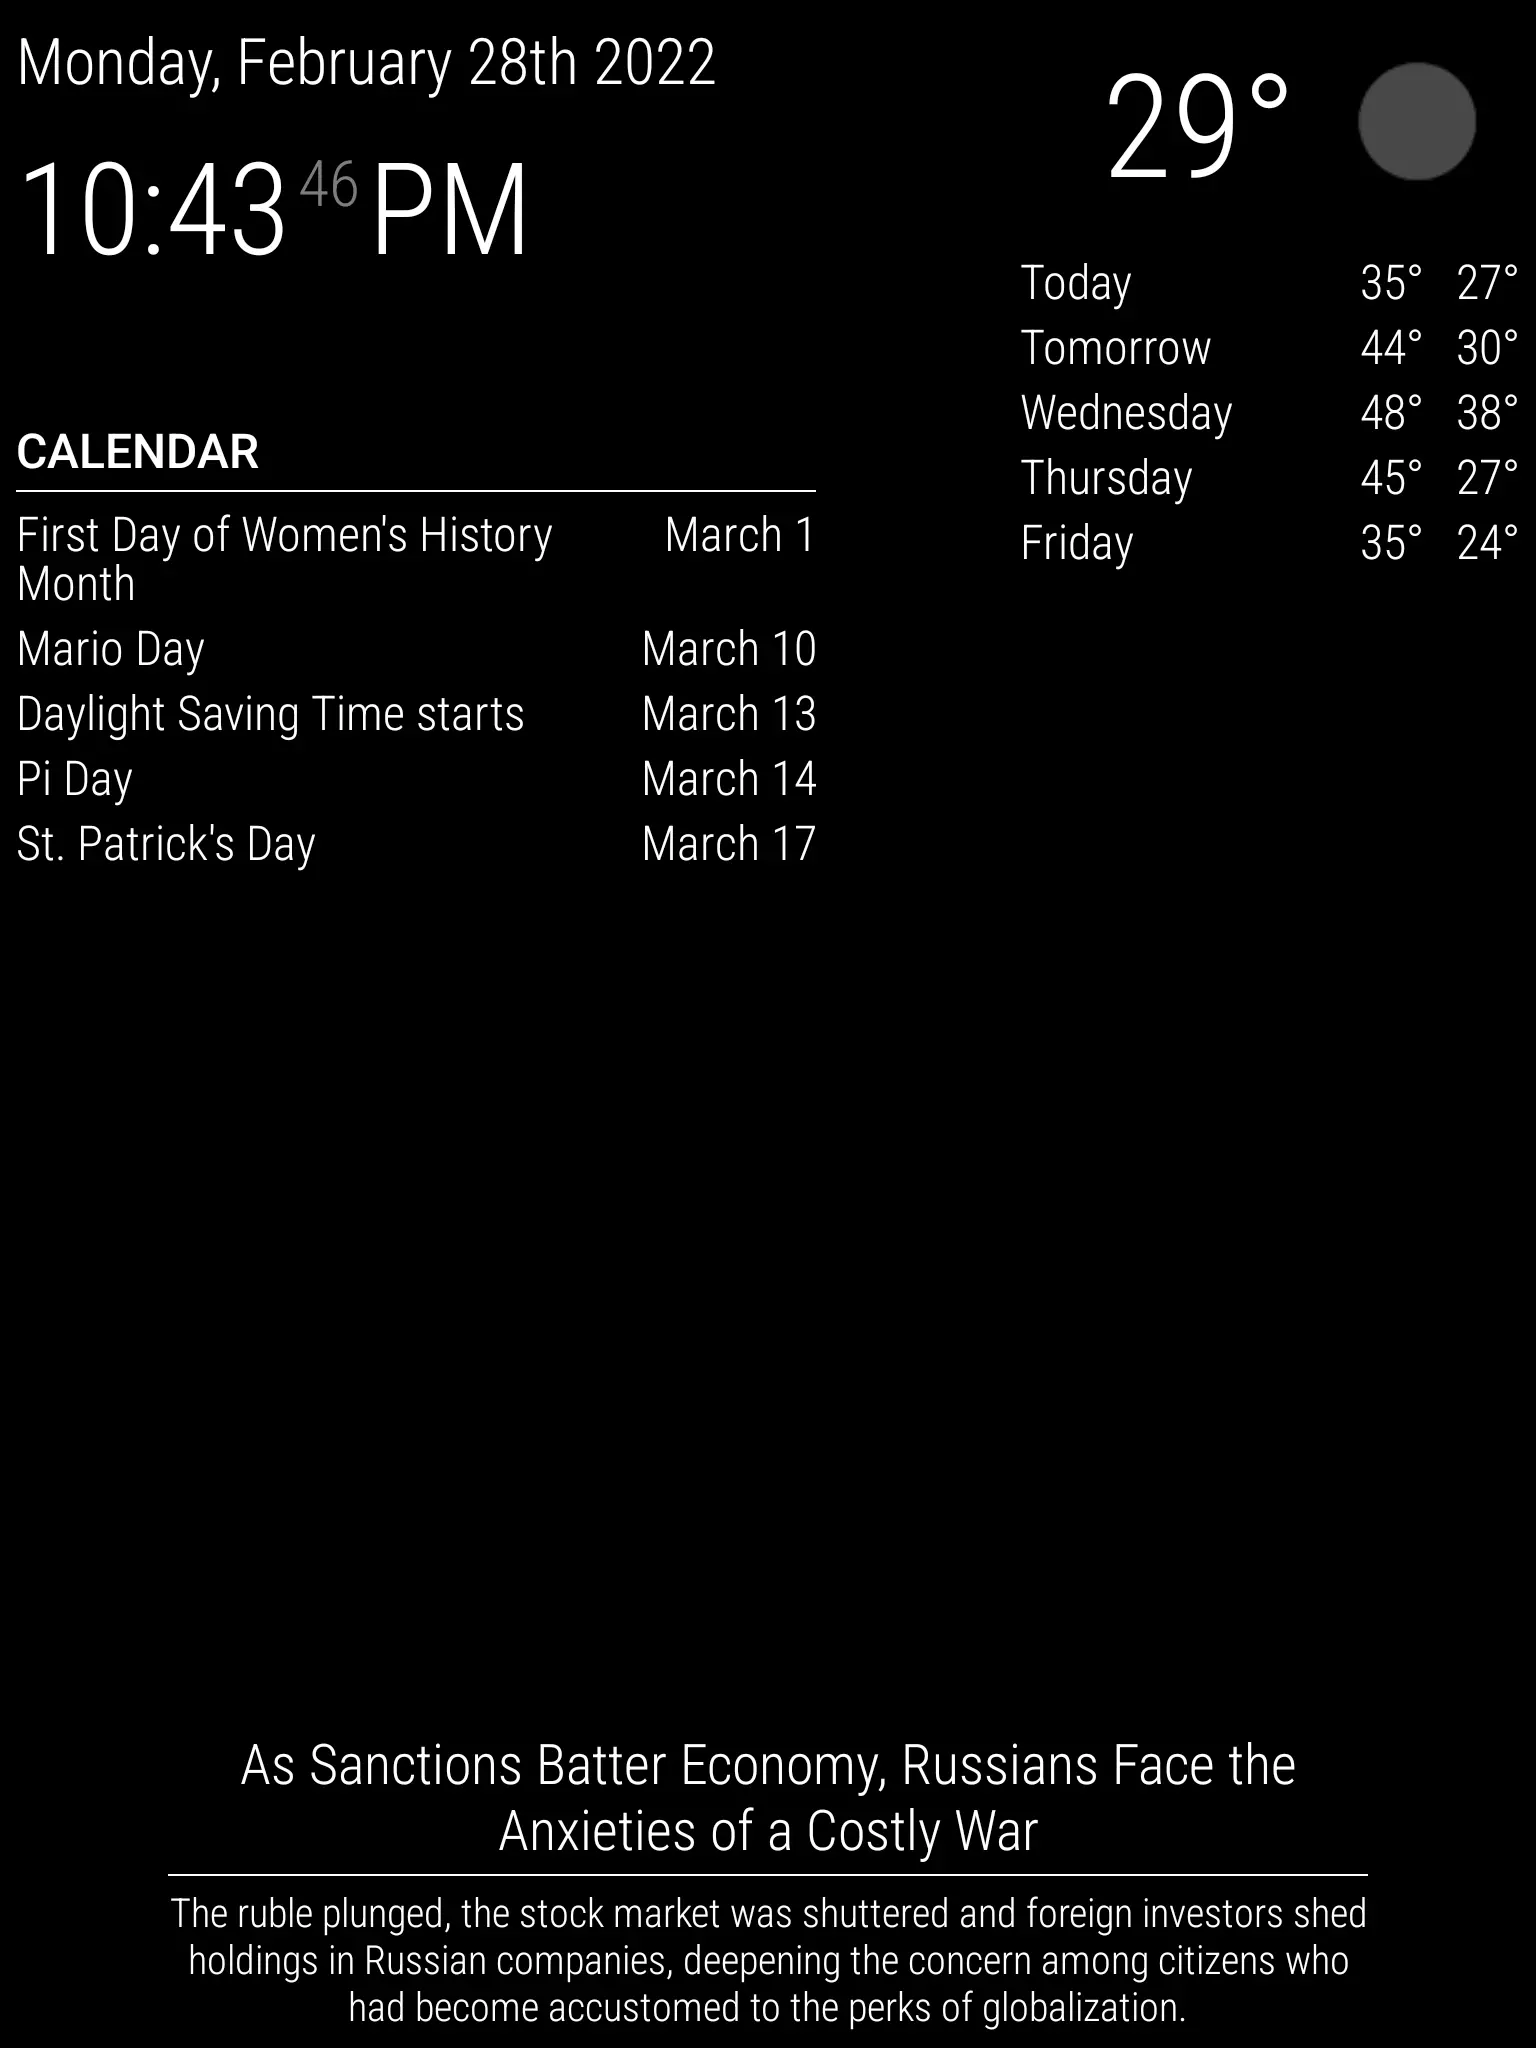 Monday, February 28th 2022
10:43 46 PM
29°
Today 35° 27°
Tomorrow 44° 30°
Wednesday 48° 38°
Thursday 45° 27°
Friday 35° 24°
CALENDAR
First Day of Women's History March 1
Month
Mario Day March 10
Daylight Saving Time starts March 13
Pi Day March 14
St. Patrick's Day March 17
As Sanctions Batter Economy, Russians Face the
Anxieties of a Costly War
The ruble plunged, the stock market was shuttered and foreign investors shed
holdings in Russian companies, deepening the concern among citizens who
had become accustomed to the perks of globalization.